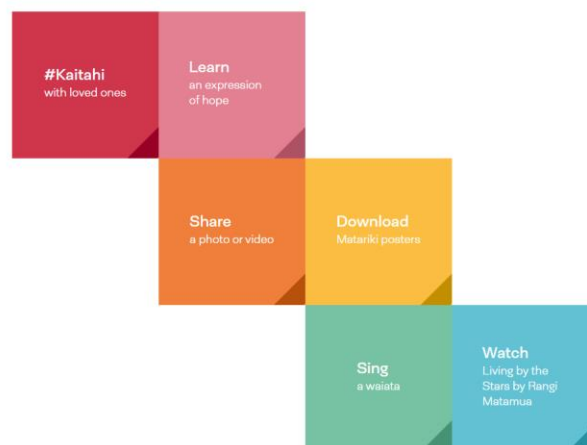 #Kaitahi
with loved ones
Learn
an expression
of hope
Share
a photo or video
Download
Matariki posters
Sing
a waiata
Watch
Living by the
Stars by Rangi
Matamua